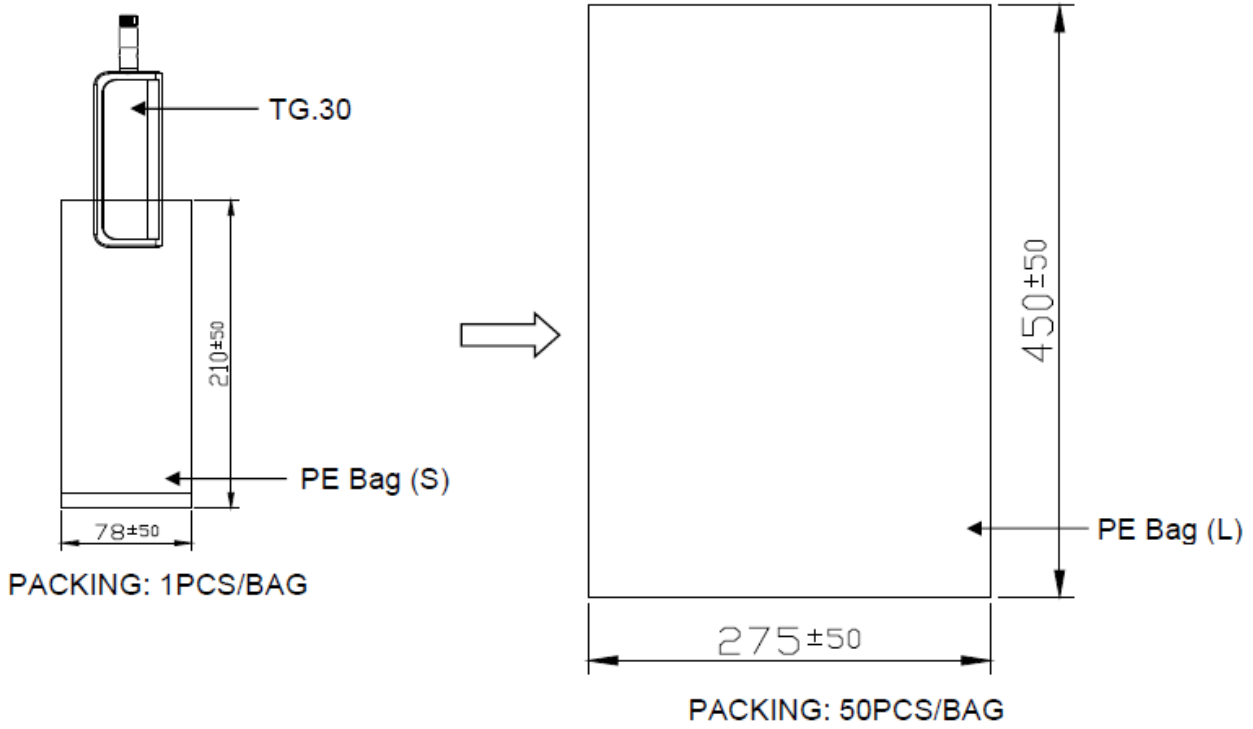 TG.30
210±50
PE Bag (S)
78±50
PACKING: 1PCS/BAG
450±50
PE Bag (L)
275±50
PACKING: 50PCS/BAG